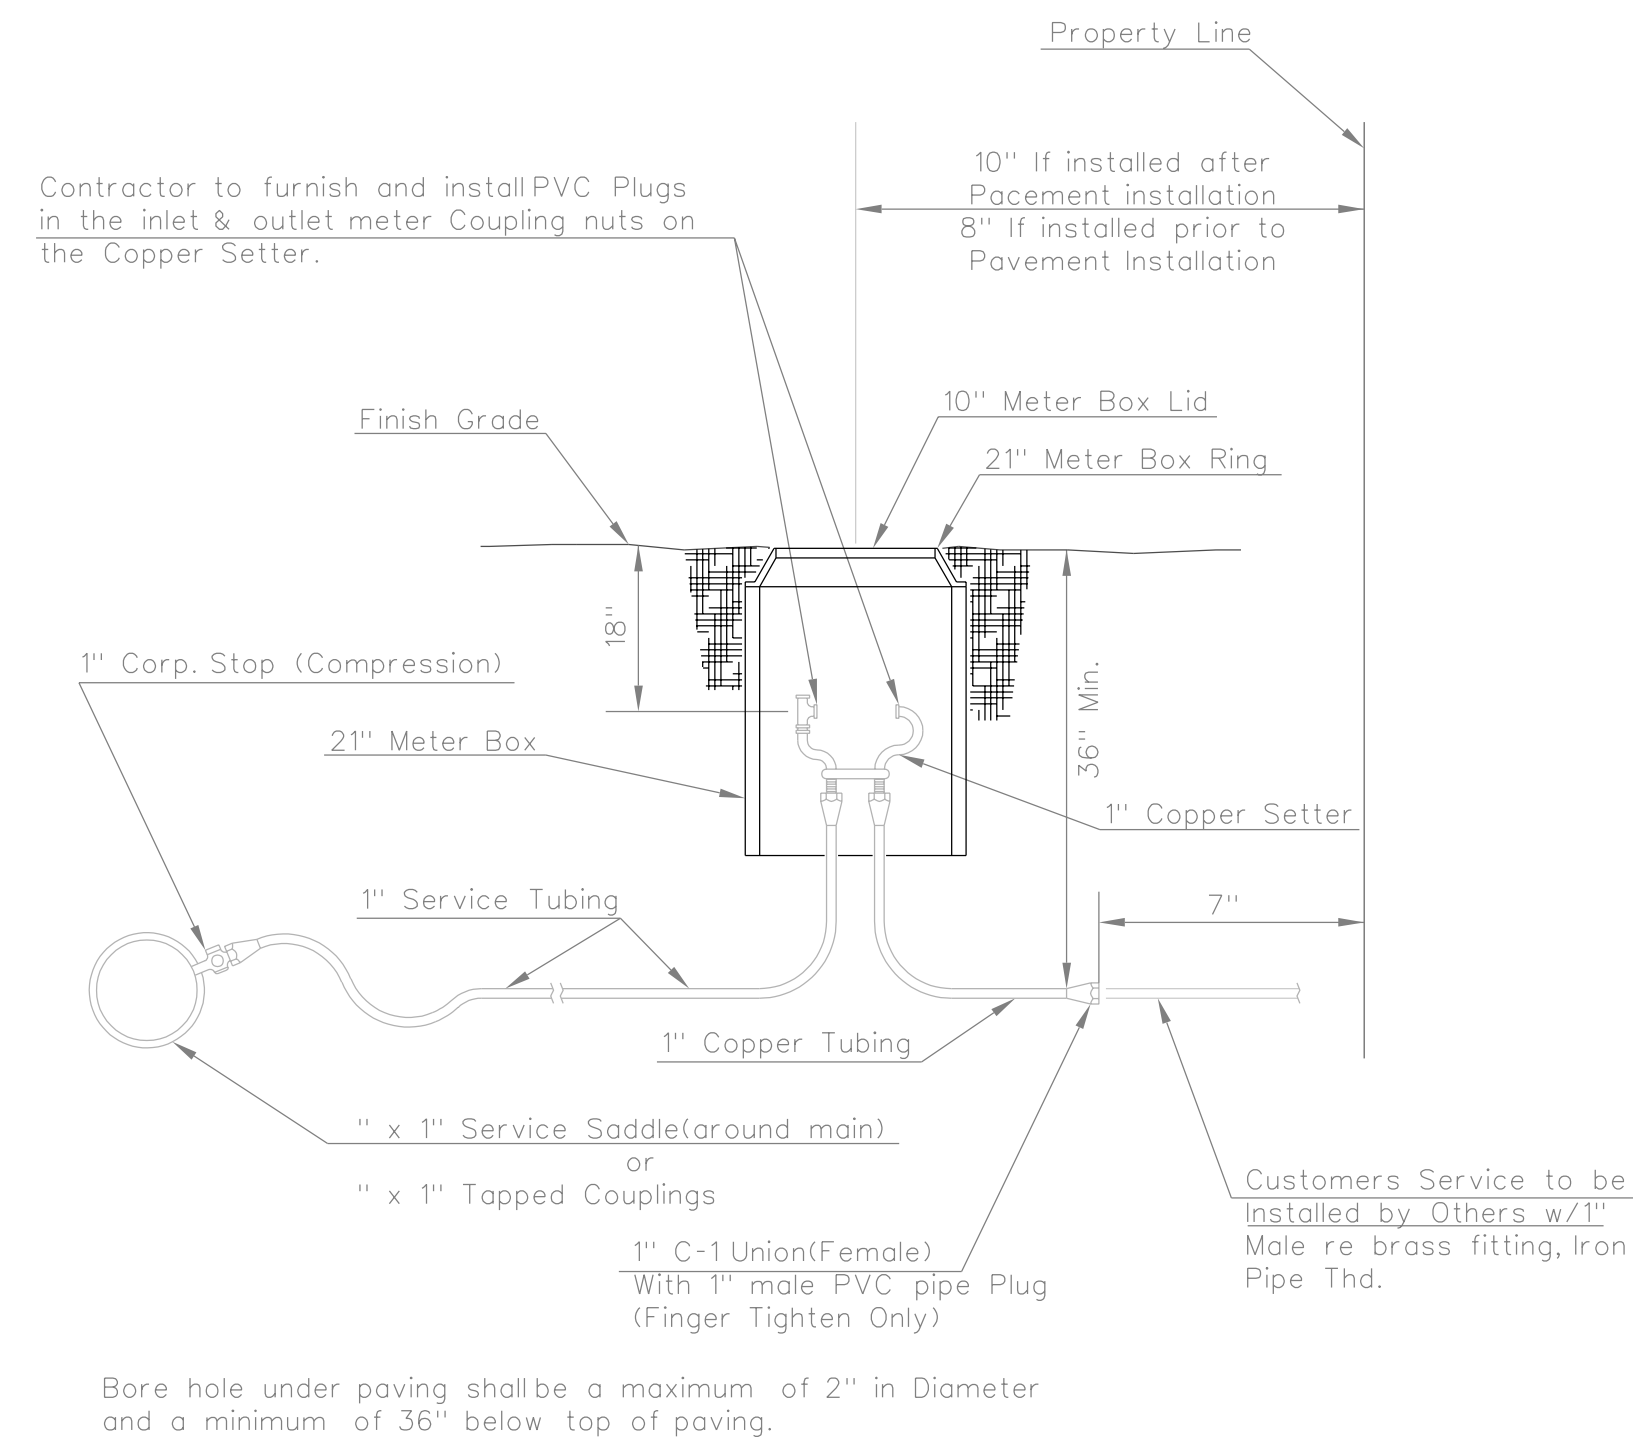 Property Line
10" If installed after
Pacement installation
8" If installed prior to
Pavement Installation
Contractor to furnish and install PVC Plugs
in the inlet & outlet meter Coupling nuts on
the Copper Setter.
10" Meter Box Lid
Finish Grade
21" Meter Box Ring
18"
1" Corp. Stop (Compression)
36" Min.
21" Meter Box
1" Copper Setter
1" Service Tubing
7"
1" Copper Tubing
" x 1" Service Saddle(around main)
or
" x 1" Tapped Couplings
Customers Service to be
Installed by Others w/1"
Male re brass fitting, Iron
Pipe Thd.
1" C-1 Union(Female)
With 1" male PVC pipe Plug
(Finger Tighten Only)
Bore hole under paving shall be a maximum of 2" in Diameter
and a minimum of 36" below top of paving.